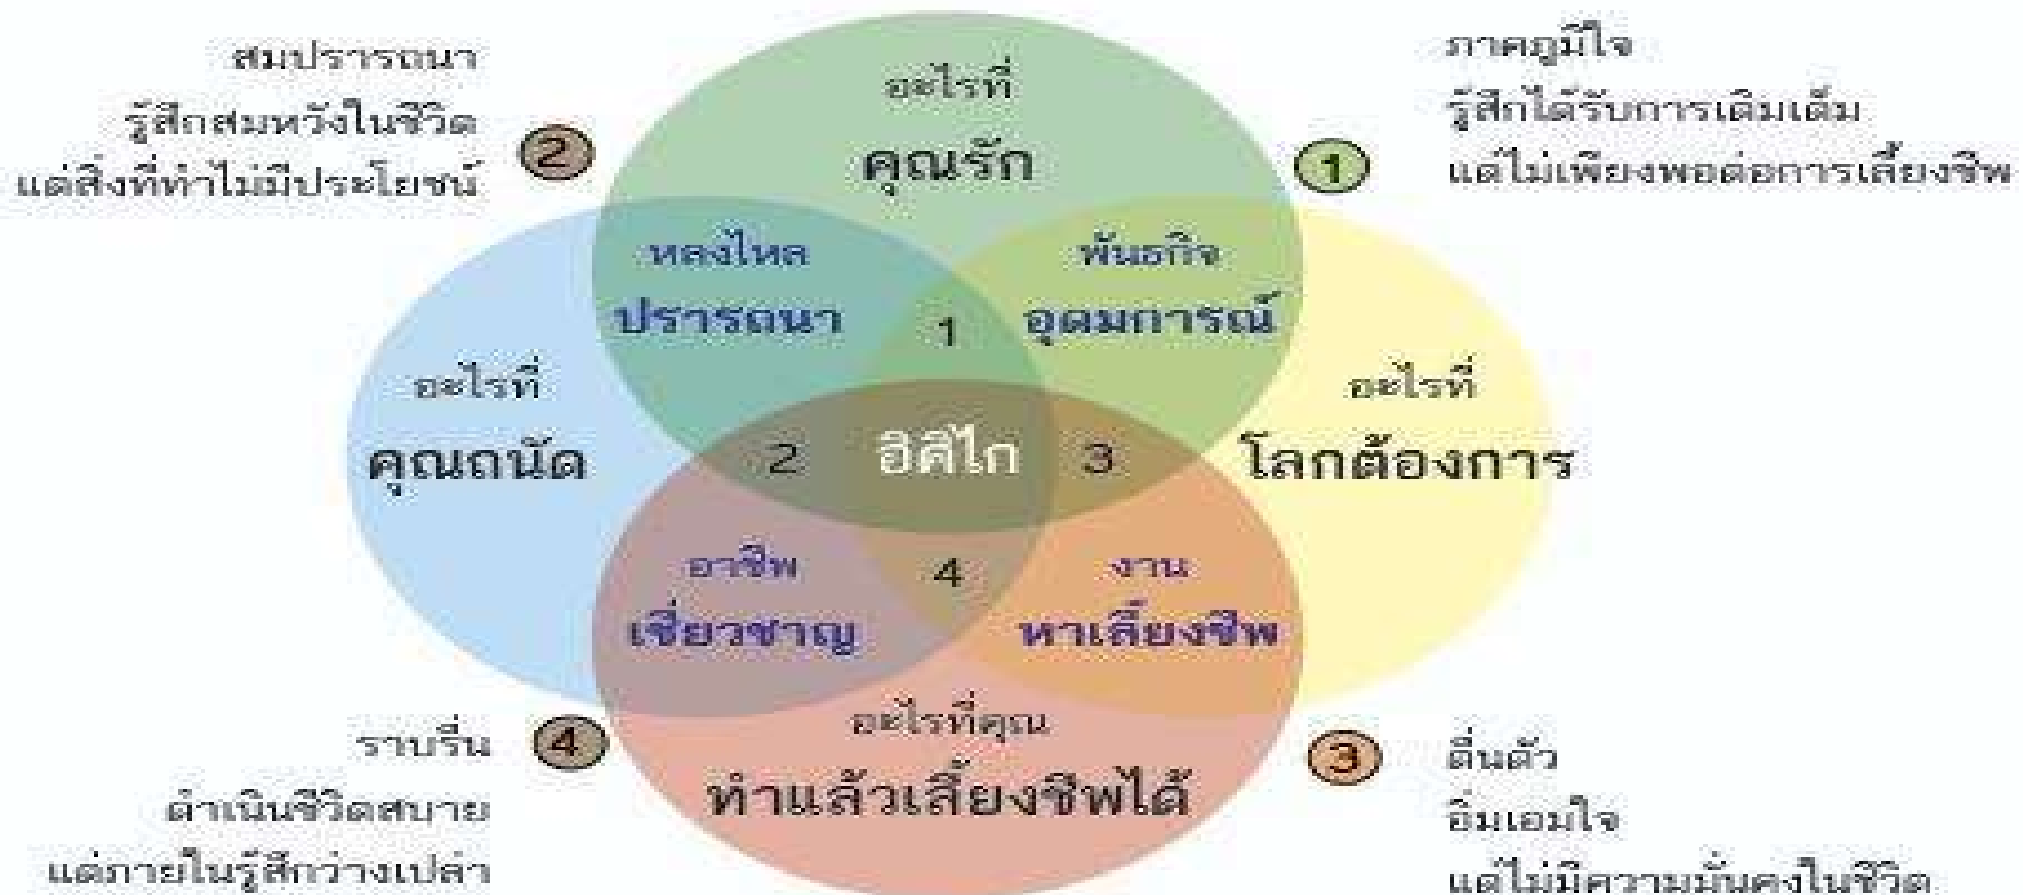 สมปรารถนา
รู้สึกสมหวังในชีวิต
แต่สิ่งที่ทำไม่มีประโยชน์
2
อะไรที่
คุณรัก
1
ภาคภูมิใจ
รู้สึกได้รับการเติมเต็ม
แต่ไม่เพียงพอต่อการเลี้ยงชีพ
หลงไหล
ปรารถนา
1
พันธกิจ
อุดมการณ์
อะไรที่
คุณถนัด
2
อิคิไก
3
อะไรที่
โลกต้องการ
อาชีพ
เชี่ยวชาญ
4
งาน
หาเลี้ยงชีพ
อะไรที่คุณ
ทำแล้วเลี้ยงชีพได้
4
ราบรื่น
ดำเนินชีวิตสบาย
แต่ภายในรู้สึกว่างเปล่า
3
ตื่นตัว
อิ่มเอมใจ
แต่ไม่มีความมั่นคงในชีวิต